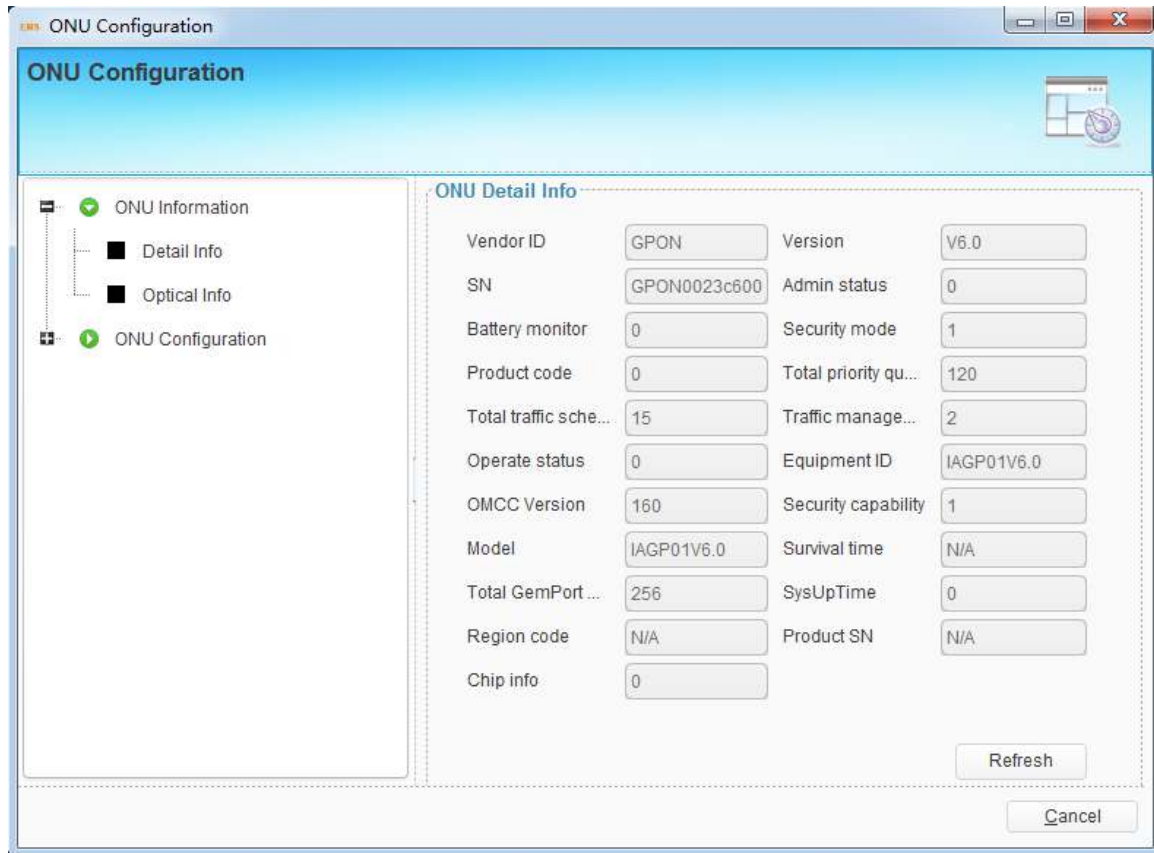 EMS ONU Configuration
ONU Configuration
ONU Information
Detail Info
Optical Info
ONU Configuration
ONU Detail Info
Vendor ID GPON Version V6.0
SN GPON0023c600 Admin status 0
Battery monitor 0 Security mode 1
Product code 0 Total priority qu... 120
Total traffic sche... 15 Traffic manage... 2
Operate status 0 Equipment ID IAGP01V6.0
OMCC Version 160 Security capability 1
Model IAGP01V6.0 Survival time N/A
Total GemPort ... 256 SysUpTime 0
Region code N/A Product SN N/A
Chip info 0
Refresh
Cancel